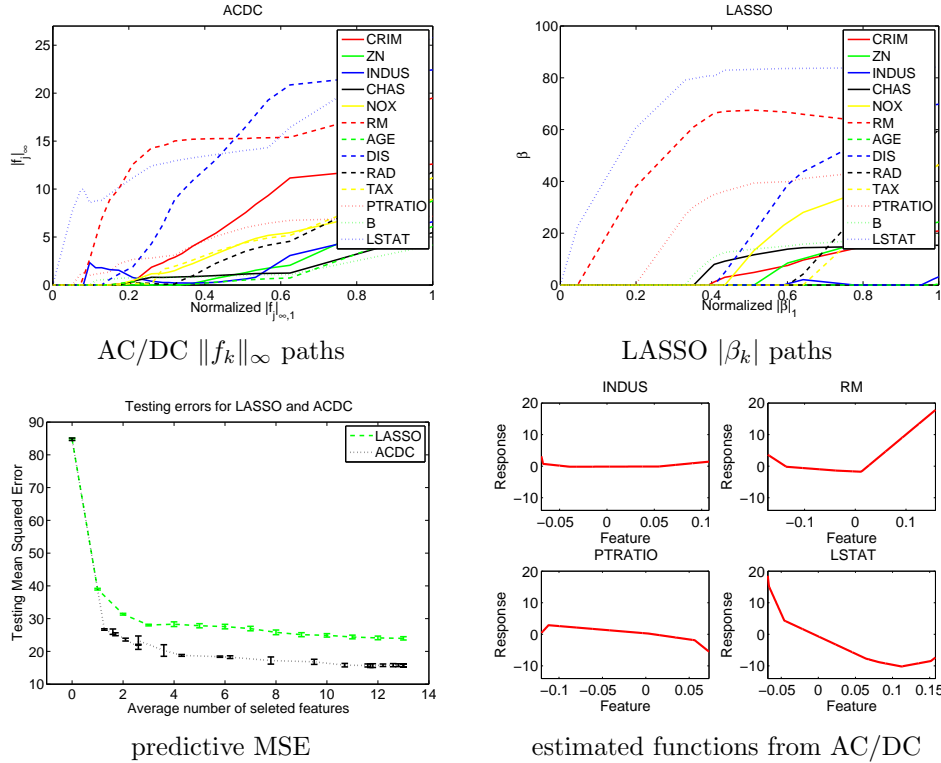 ACDC
25
20
15
10
5
0
|f_j|_∞
0 0.2 0.4 0.6 0.8 1
Normalized |f_j|_∞,1
CRIM
ZN
INDUS
CHAS
NOX
RM
AGE
DIS
RAD
TAX
PTRATIO
B
LSTAT
AC/DC ‖f_k‖_∞ paths
LASSO
100
80
60
40
20
0
β
0 0.2 0.4 0.6 0.8 1
Normalized |β|_1
CRIM
ZN
INDUS
CHAS
NOX
RM
AGE
DIS
RAD
TAX
PTRATIO
B
LSTAT
LASSO |β_k| paths
Testing errors for LASSO and ACDC
90
80
70
60
50
40
30
20
10
Testing Mean Squared Error
0 2 4 6 8 10 12 14
Average number of seleted features
LASSO
ACDC
predictive MSE
INDUS
20
10
0
−10
Response
−0.05 0 0.05 0.1
Feature
RM
20
10
0
−10
Response
−0.1 0 0.1
Feature
PTRATIO
20
10
0
−10
Response
−0.1 −0.05 0 0.05
Feature
LSTAT
20
10
0
−10
Response
−0.05 0 0.05 0.1 0.15
Feature
estimated functions from AC/DC